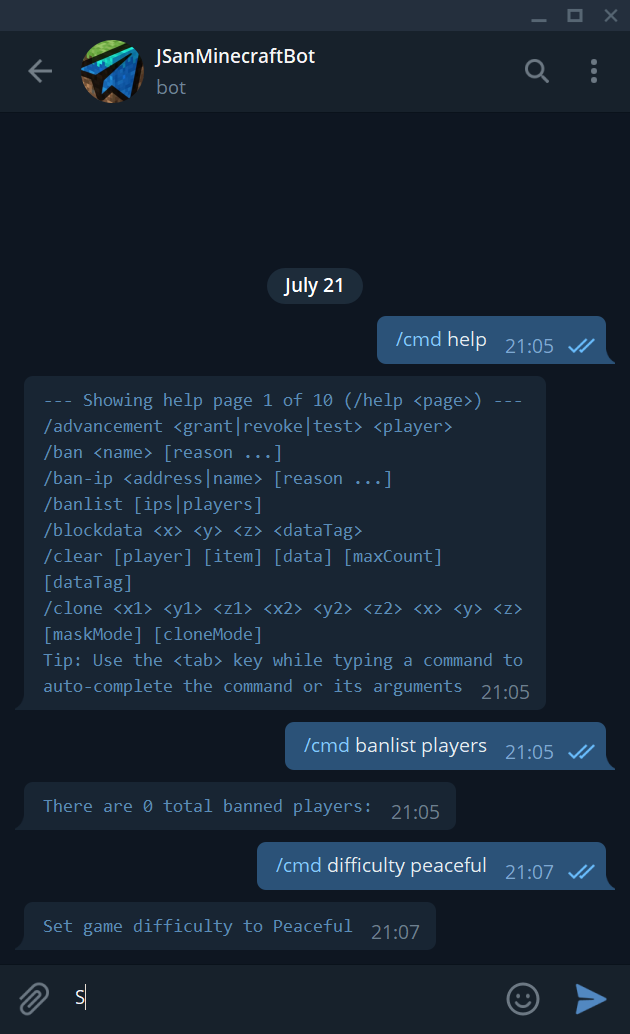 JSanMinecraftBot
bot
July 21
/cmd help 21:05
--- Showing help page 1 of 10 (/help <page>) ---
/advancement <grant|revoke|test> <player>
/ban <name> [reason ...]
/ban-ip <address|name> [reason ...]
/banlist [ips|players]
/blockdata <x> <y> <z> <dataTag>
/clear [player] [item] [data] [maxCount]
[dataTag]
/clone <x1> <y1> <z1> <x2> <y2> <z2> <x> <y> <z>
[maskMode] [cloneMode]
Tip: Use the <tab> key while typing a command to
auto-complete the command or its arguments 21:05
/cmd banlist players 21:05
There are 0 total banned players: 21:05
/cmd difficulty peaceful 21:07
Set game difficulty to Peaceful 21:07
S